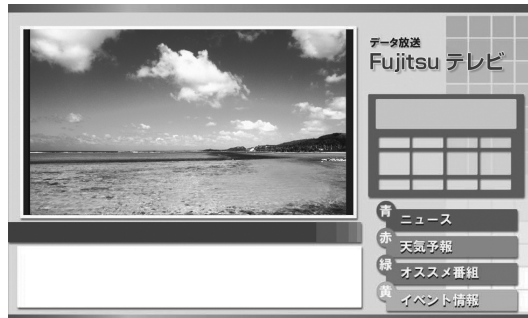 データ放送
Fujitsu テレビ
青 ニュース
赤 天気予報
緑 オススメ番組
黄 イベント情報